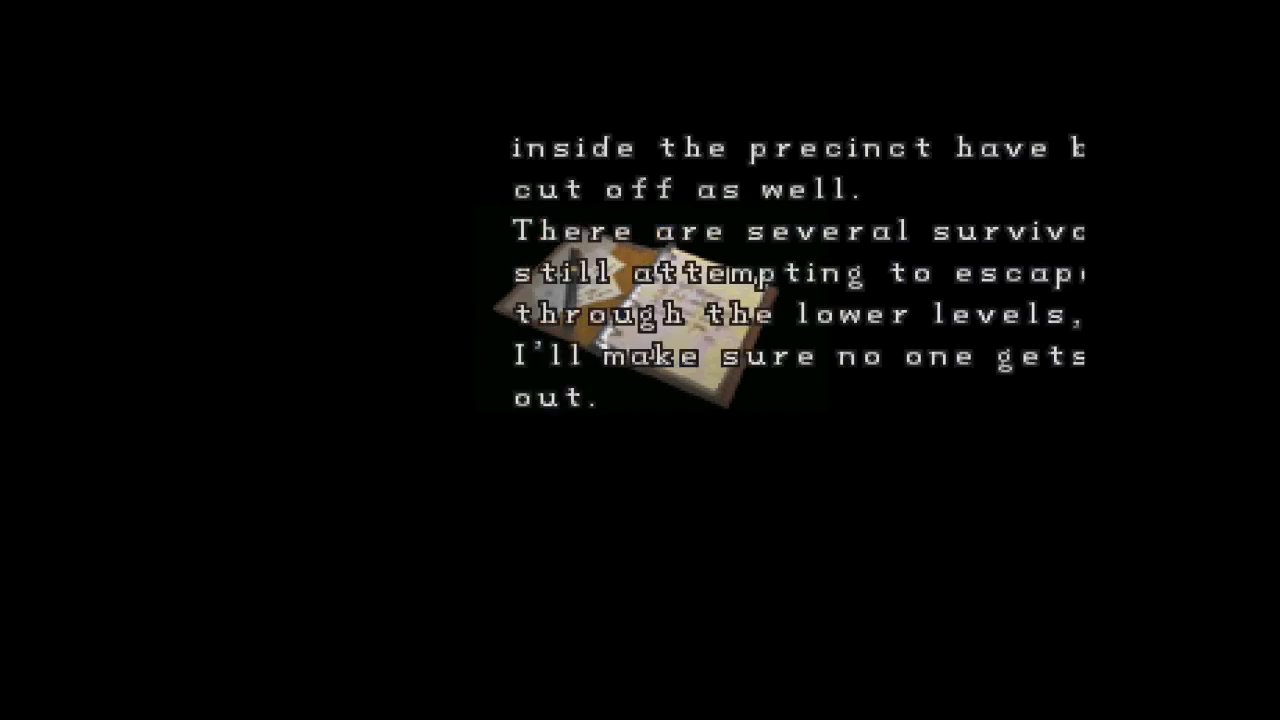 inside the precinct have
cut off as well.
There are several
still attempting to
through the lower levels,
I'll make sure no one gets
out.